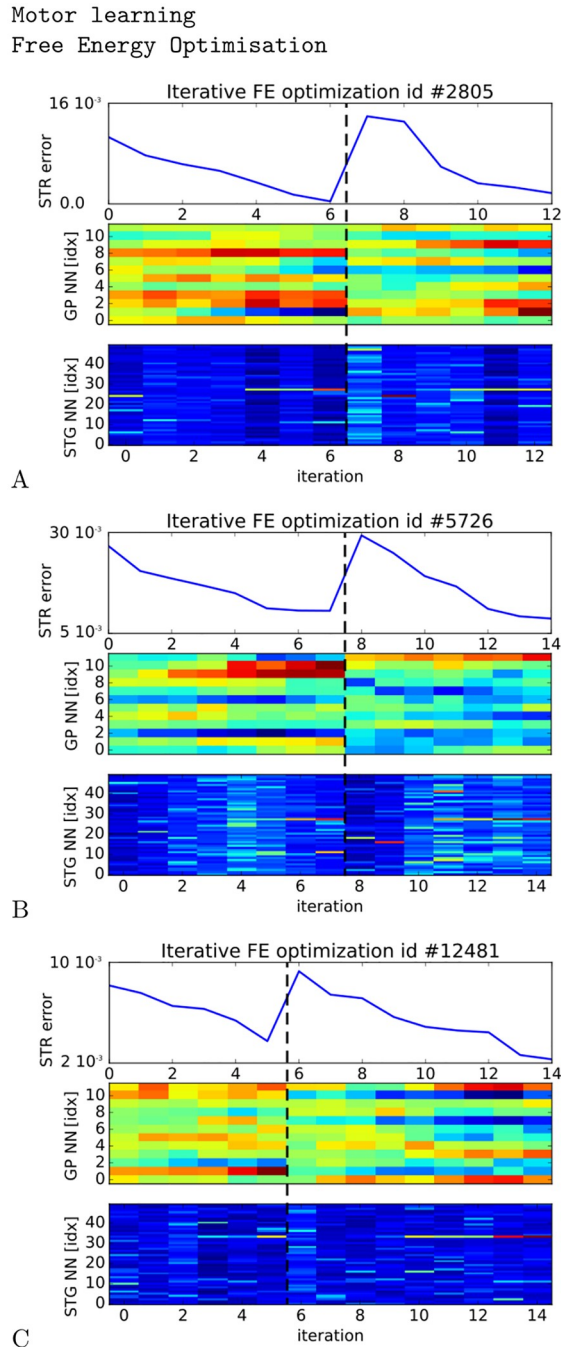 Motor learning
Free Energy Optimisation
Iterative FE optimization id #2805
16 10⁻³
STR error
0.0
0 2 4 6 8 10 12
GP NN [idx]
10
8
6
4
2
0
STG NN [idx]
40
30
20
10
0
0 2 4 6 8 10 12
iteration
A
Iterative FE optimization id #5726
30 10⁻³
STR error
5 10⁻³
0 2 4 6 8 10 12 14
GP NN [idx]
10
8
6
4
2
0
STG NN [idx]
40
30
20
10
0
0 2 4 6 8 10 12 14
iteration
B
Iterative FE optimization id #12481
10 10⁻³
STR error
2 10⁻³
0 2 4 6 8 10 12 14
GP NN [idx]
10
8
6
4
2
0
STG NN [idx]
40
30
20
10
0
0 2 4 6 8 10 12 14
iteration
C